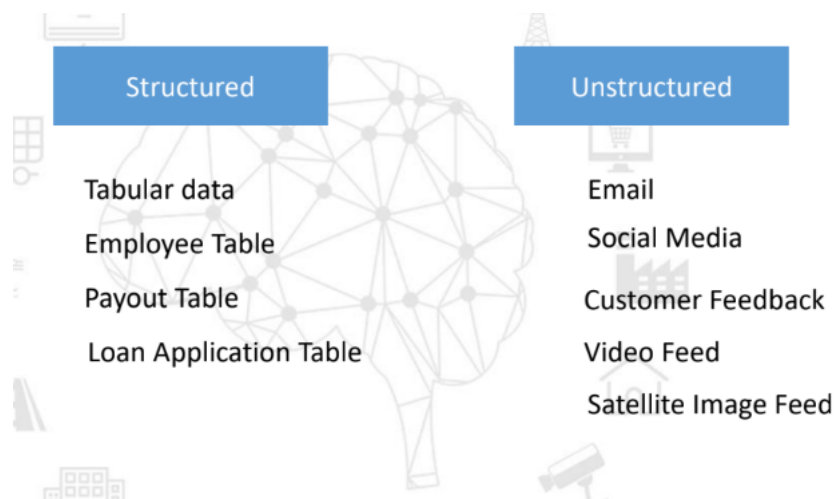 Structured
Tabular data
Employee Table
Payout Table
Loan Application Table
Unstructured
Email
Social Media
Customer Feedback
Video Feed
Satellite Image Feed